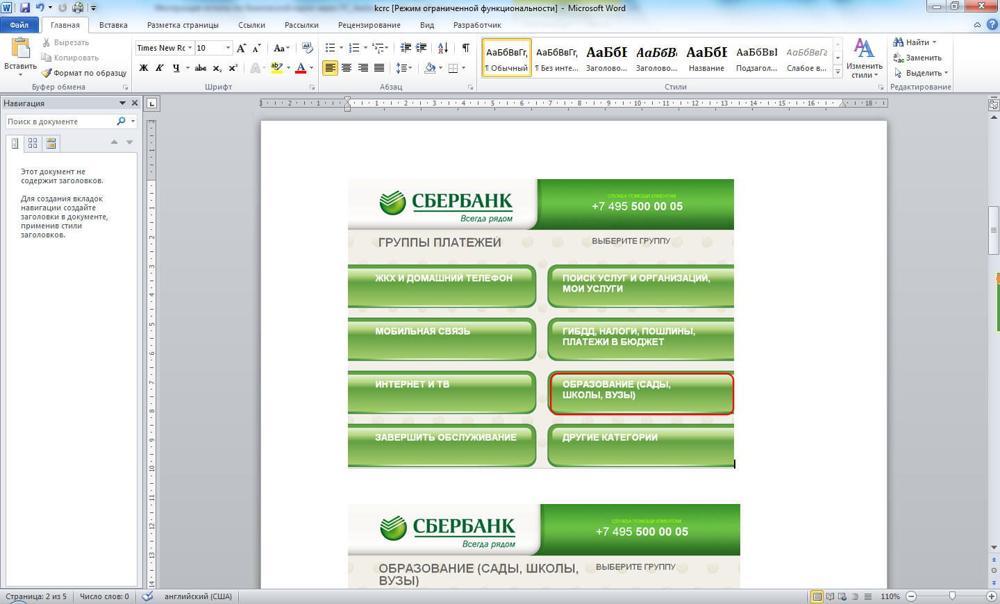 kcrc [Режим ограниченной функциональности] - Microsoft Word
Файл
Главная
Вставка
Разметка страницы
Ссылки
Рассылки
Рецензирование
Вид
Разработчик
Вставить
Вырезать
Копировать
Формат по образцу
Буфер обмена
Times New Rc
10
Ж К Ч abc x₂ x²
Шрифт
Абзац
АаБбВвГг,
¶ Обычный
АаБбВвГг,
¶ Без инте...
АаБбВ
Заголово...
АаБбВв
Заголово...
АаБбВ
Название
АаБбВвІ
Подзагол...
АаБбВвГг
Слабое в...
Изменить стили
Стили
Найти
Заменить
Выделить
Редактирование
Навигация
Поиск в документе
Этот документ не
содержит заголовков.
Для создания вкладок
навигации создайте
заголовки в документе,
применив стили
заголовков.
СБЕРБАНК
Всегда рядом
СЛУЖБА ПОМОЩИ КЛИЕНТАМ
+7 495 500 00 05
ГРУППЫ ПЛАТЕЖЕЙ
ВЫБЕРИТЕ ГРУППУ
ЖКХ И ДОМАШНИЙ ТЕЛЕФОН
ПОИСК УСЛУГ И ОРГАНИЗАЦИЙ,
МОИ УСЛУГИ
МОБИЛЬНАЯ СВЯЗЬ
ГИБДД, НАЛОГИ, ПОШЛИНЫ,
ПЛАТЕЖИ В БЮДЖЕТ
ИНТЕРНЕТ И ТВ
ОБРАЗОВАНИЕ (САДЫ,
ШКОЛЫ, ВУЗЫ)
ЗАВЕРШИТЬ ОБСЛУЖИВАНИЕ
ДРУГИЕ КАТЕГОРИИ
СБЕРБАНК
Всегда рядом
СЛУЖБА ПОМОЩИ КЛИЕНТАМ
+7 495 500 00 05
ОБРАЗОВАНИЕ (САДЫ, ШКОЛЫ,
ВУЗЫ)
ВЫБЕРИТЕ ГРУППУ
Страница: 2 из 5
Число слов: 0
английский (США)
110%